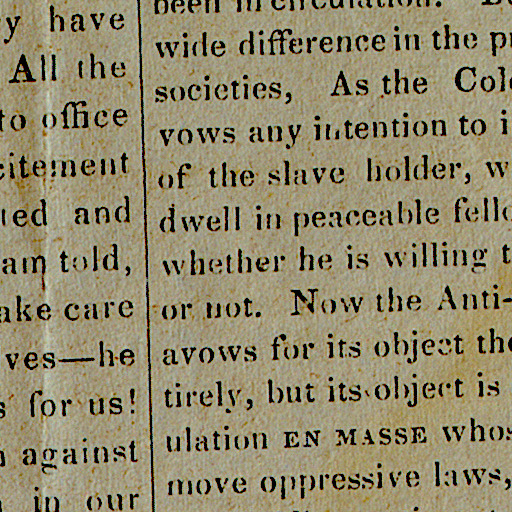 y have
All the
to office
citement
ted and
am told,
ake care
ves—he
s for us!
against
in our
been in circulation.
wide difference in the p
societies, As the Col
vows any intention to i
of the slave holder, w
dwell in peaceable fell
whether he is willing t
or not. Now the Anti-
avows for its object the
tirely, but its object is
ulation EN MASSE whos
move oppressive laws,